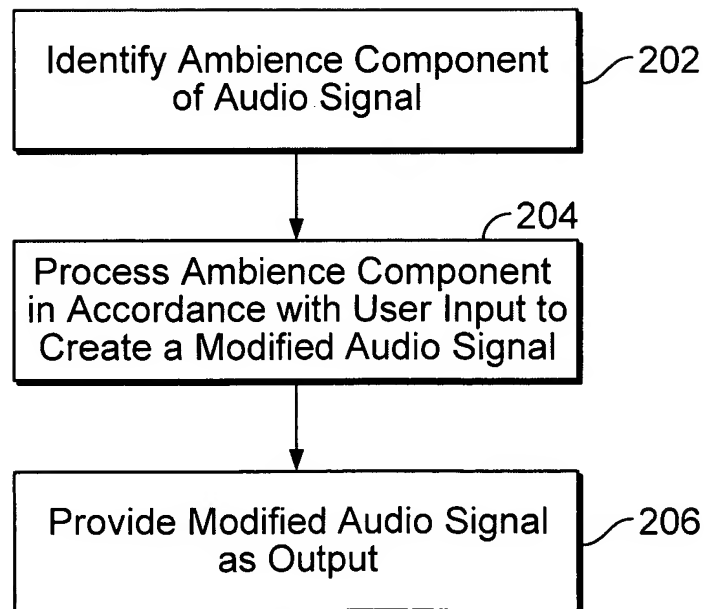 Identify Ambience Component
of Audio Signal
202
204
Process Ambience Component
in Accordance with User Input to
Create a Modified Audio Signal
Provide Modified Audio Signal
as Output
206